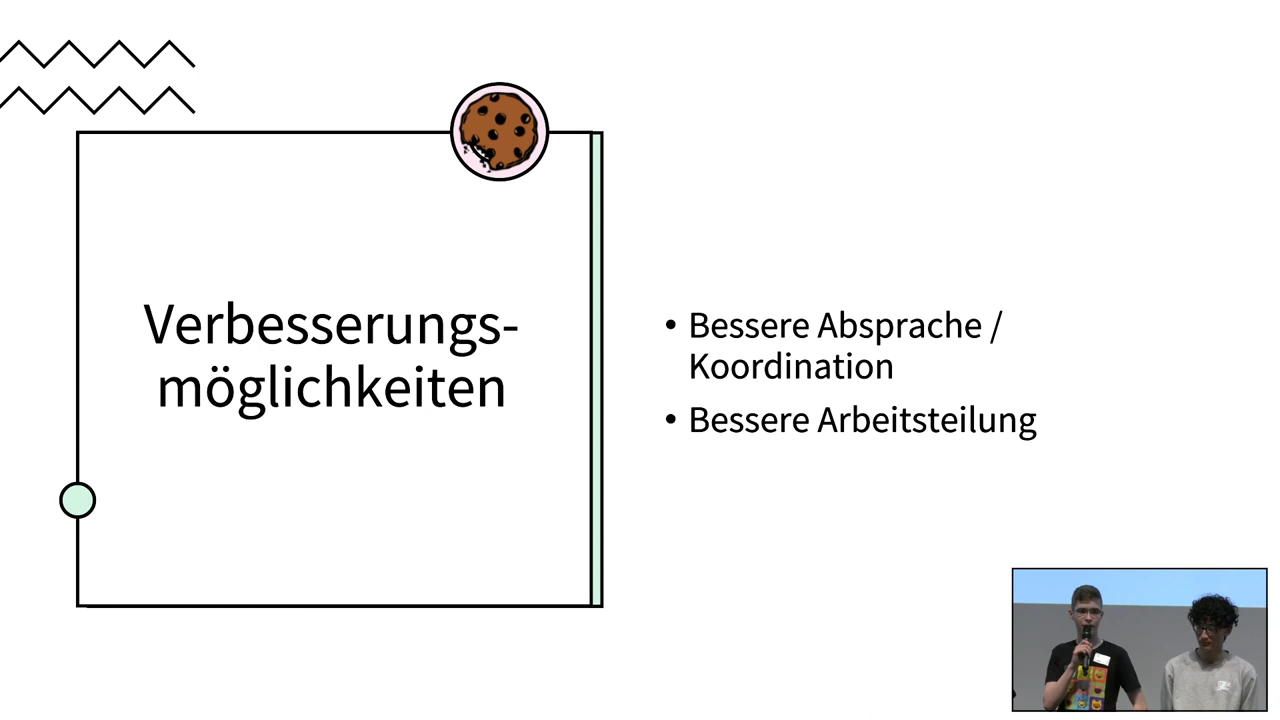 Verbesserungs-
möglichkeiten
• Bessere Absprache /
Koordination
• Bessere Arbeitsteilung